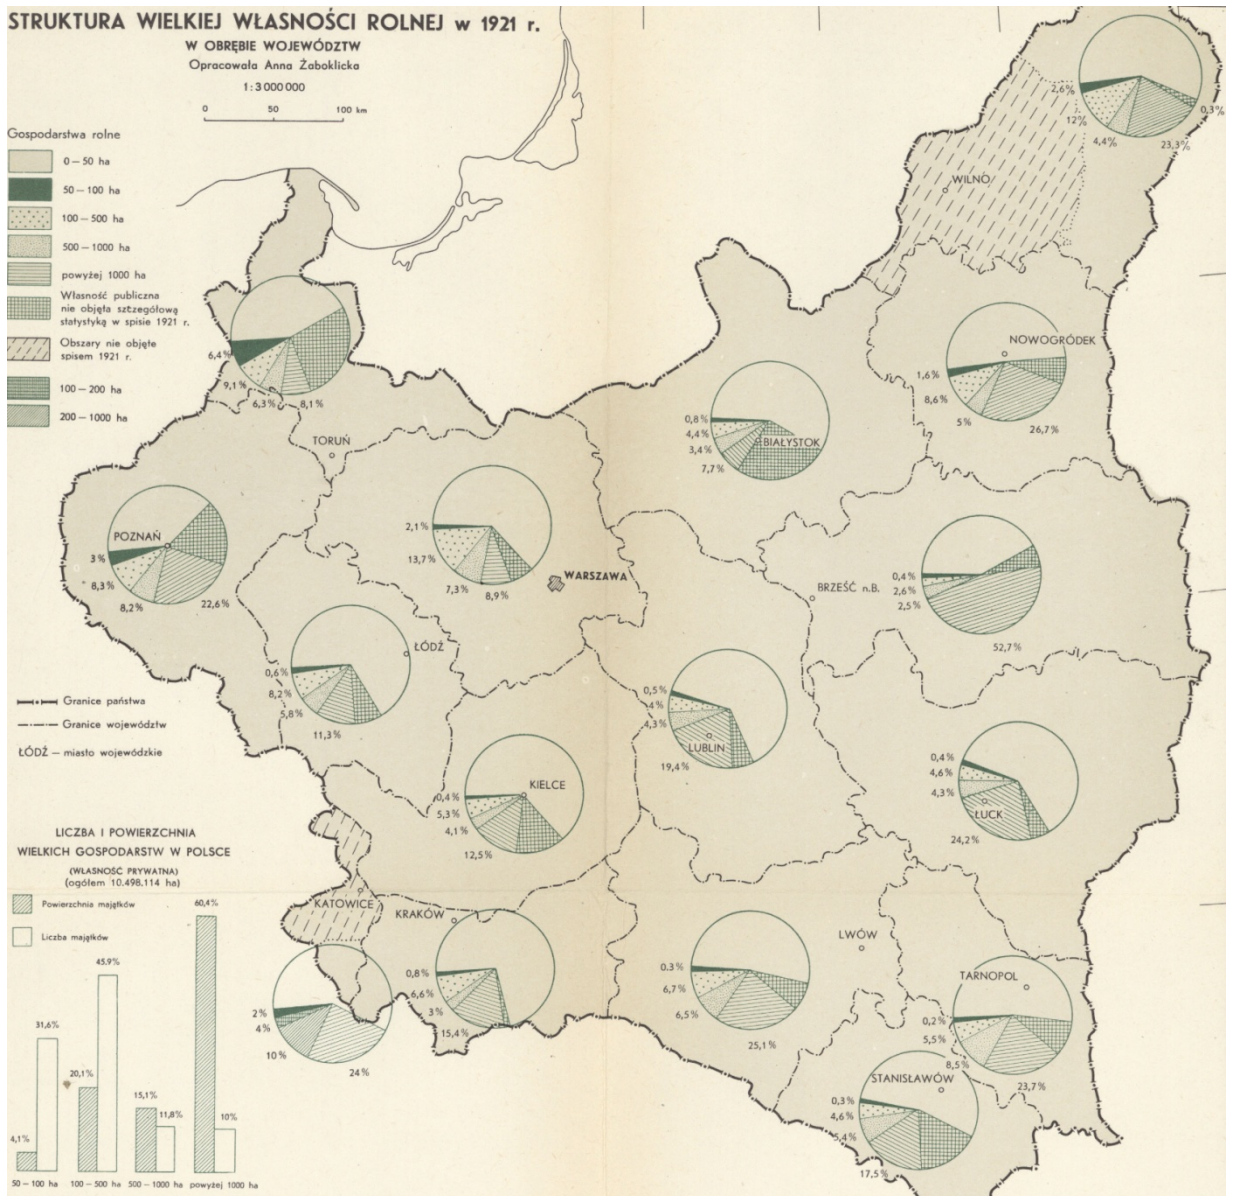 STRUKTURA WIELKIEJ WŁASNOŚCI ROLNEJ w 1921 r.
W OBRĘBIE WOJEWÓDZTW
Opracowała Anna Żaboklicka
1:3 000 000
0 50 100 km
Gospodarstwa rolne
0 — 50 ha
50 — 100 ha
100 — 500 ha
500 — 1000 ha
powyżej 1000 ha
Własność publiczna
nie objęta szczegółową
statystyką w spisie 1921 r.
Obszary nie objęte
spisem 1921 r.
100 — 200 ha
200 — 1000 ha
2,6%
12%
4,4%
23,3%
0,3%
WILNO
6,4%
9,1%
6,3%
8,1%
TORUŃ
NOWOGRÓDEK
1,6%
8,6%
5%
26,7%
0,8%
4,4%
3,4%
7,7%
BIAŁYSTOK
POZNAŃ
3%
8,3%
8,2%
22,6%
2,1%
13,7%
7,3%
8,9%
WARSZAWA
BRZEŚĆ n.B.
0,4%
2,6%
2,5%
52,7%
ŁÓDŹ
0,6%
8,2%
5,8%
11,3%
0,5%
4%
4,3%
19,4%
LUBLIN
KIELCE
0,4%
5,3%
4,1%
12,5%
0,4%
4,6%
4,3%
24,2%
ŁUCK
Granice państwa
Granice województw
ŁÓDŹ — miasto wojewódzkie
KATOWICE
KRAKÓW
0,8%
6,6%
3%
15,4%
2%
4%
10%
24%
LWÓW
0.3%
6,7%
6,5%
25,1%
TARNOPOL
0,2%
5,5%
8,5%
23,7%
STANISŁAWÓW
0,3%
4,6%
5,4%
17,5%
LICZBA I POWIERZCHNIA
WIELKICH GOSPODARSTW W POLSCE
(WŁASNOŚĆ PRYWATNA)
(ogółem 10.498.114 ha)
Powierzchnia majątków
Liczba majątków
4,1%
31,6%
20,1%
45,9%
15,1%
11,8%
60,4%
10%
50 — 100 ha 100 — 500 ha 500 — 1000 ha powyżej 1000 ha